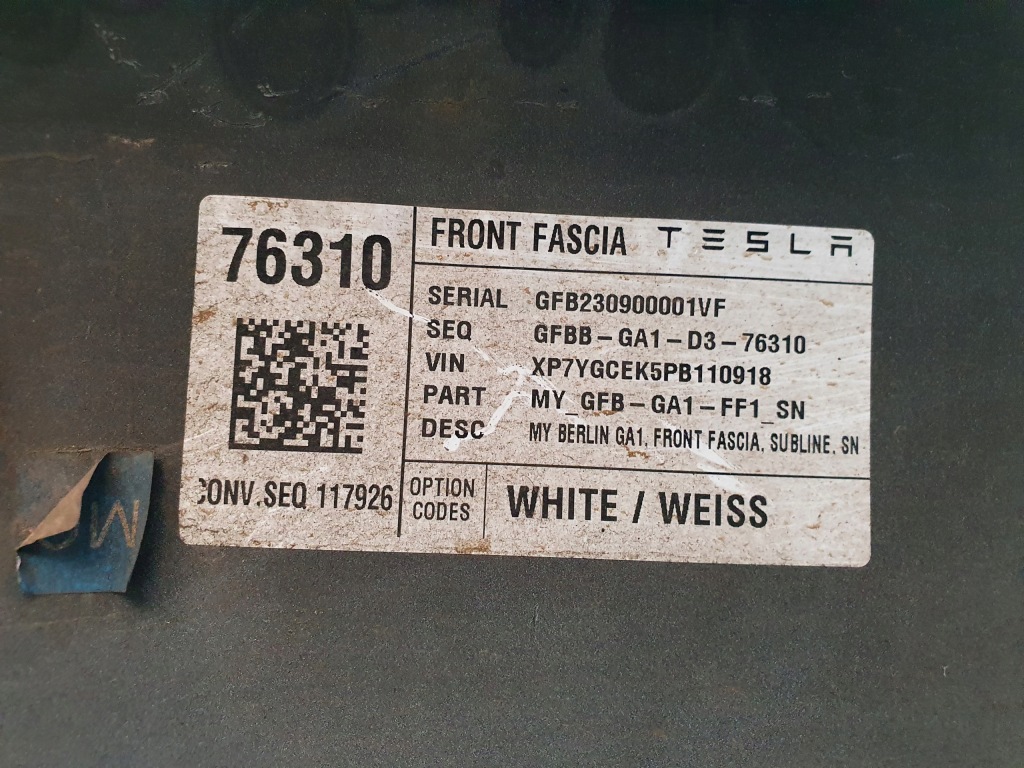 76310
FRONT FASCIA TESLA
SERIAL GFB230900001VF
SEQ GFBB-GA1-D3-76310
VIN XP7YGCEK5PB110918
PART MY_GFB-GA1-FF1_SN
DESC MY BERLIN GA1, FRONT FASCIA, SUBLINE, SN
CONV.SEQ 117926
OPTION
CODES
WHITE / WEISS